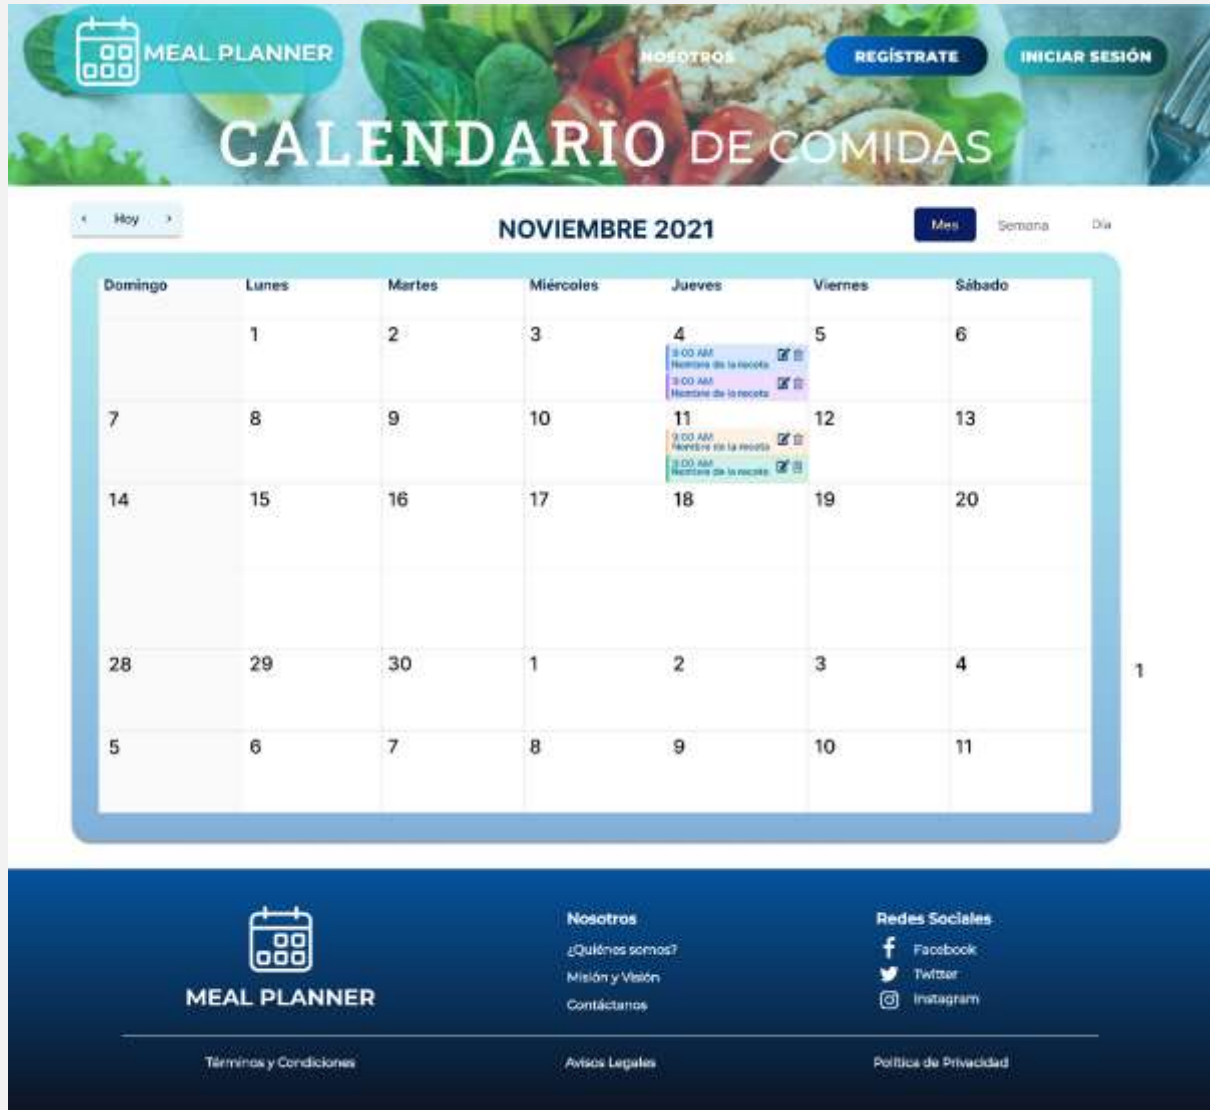 MEAL PLANNER
NOSOTROS
REGÍSTRATE
INICIAR SESIÓN
CALENDARIO DE COMIDAS
‹ Hoy ›
NOVIEMBRE 2021
Mes Semana Día
Domingo Lunes Martes Miércoles Jueves Viernes Sábado
1 2 3 4 5 6
9:00 AM
Nombre de la receta
9:00 AM
Nombre de la receta
7 8 9 10 11 12 13
9:00 AM
Nombre de la receta
9:00 AM
Nombre de la receta
14 15 16 17 18 19 20
28 29 30 1 2 3 4 1
5 6 7 8 9 10 11
MEAL PLANNER
Nosotros
¿Quiénes somos?
Misión y Visión
Contáctanos
Redes Sociales
Facebook
Twitter
Instagram
Términos y Condiciones
Avisos Legales
Política de Privacidad